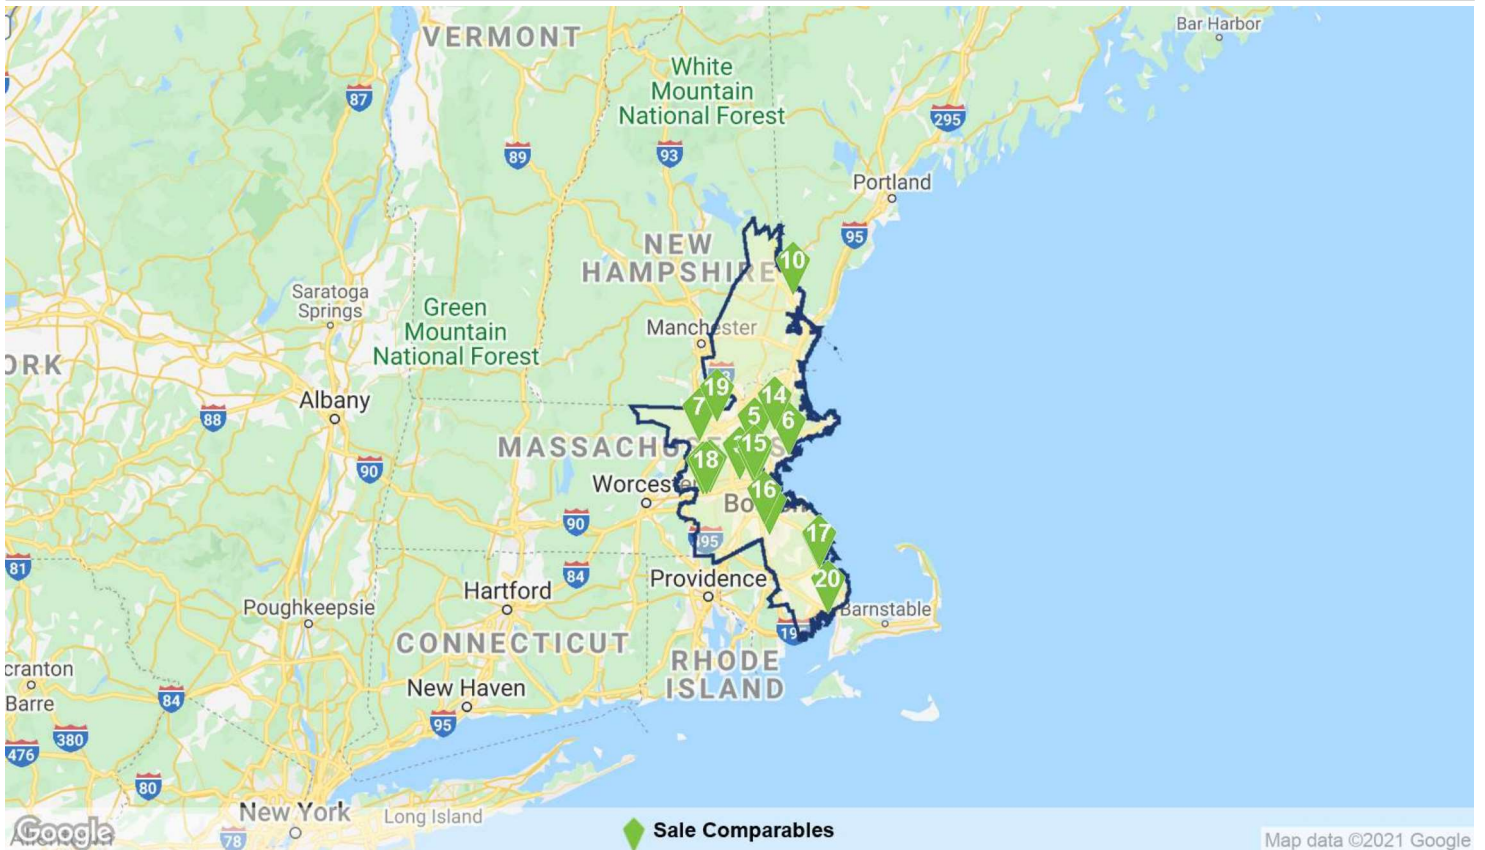 Bar Harbor
VERMONT
White
Mountain
National Forest
87
295
89
93
Portland
95
NEW
HAMPSHIRE
10
Saratoga
Springs
Green
Mountain
National Forest
Manchester
ORK
19
14
7
5
6
Albany
88
MASSACHUSETTS
15
18
90
Worcester
16
Boston
90
95
17
81
84
Hartford
Providence
20
Poughkeepsie
Barnstable
CONNECTICUT
195
RHODE
ISLAND
cranton
Barre
84
New Haven
95
476
380
80
New York
Long Island
78
Google
Sale Comparables
Map data ©2021 Google